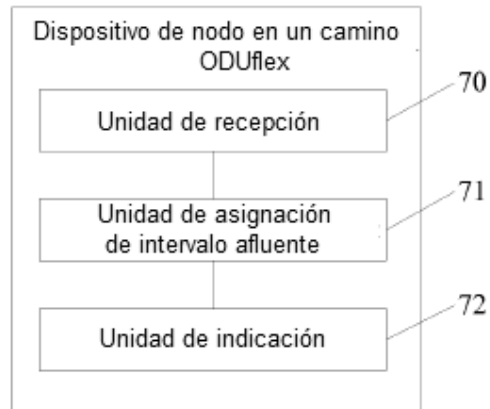 Dispositivo de nodo en un camino
ODUflex
Unidad de recepción
70
Unidad de asignación
de intervalo afluente
71
Unidad de indicación
72